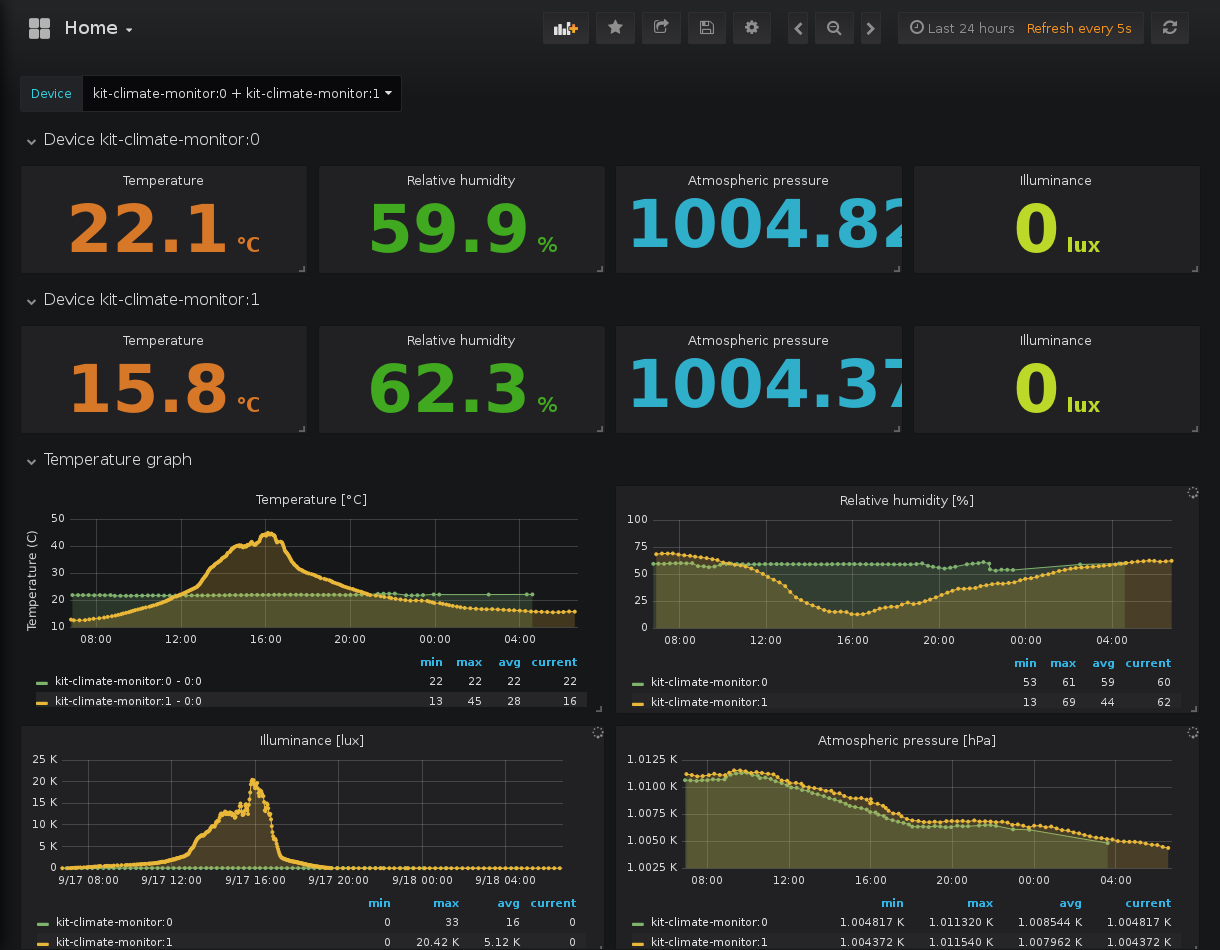 Home
Last 24 hours Refresh every 5s
Device kit-climate-monitor:0 + kit-climate-monitor:1
Device kit-climate-monitor:0
Temperature Relative humidity Atmospheric pressure Illuminance
22.1 °C 59.9 % 1004.82 0 lux
Device kit-climate-monitor:1
Temperature Relative humidity Atmospheric pressure Illuminance
15.8 °C 62.3 % 1004.37 0 lux
Temperature graph
Temperature [°C]
Temperature (C)
50
40
30
20
10
08:00 12:00 16:00 20:00 00:00 04:00
min max avg current
kit-climate-monitor:0 - 0:0 22 22 22 22
kit-climate-monitor:1 - 0:0 13 45 28 16
Relative humidity [%]
100
75
50
25
0
08:00 12:00 16:00 20:00 00:00 04:00
min max avg current
kit-climate-monitor:0 53 61 59 60
kit-climate-monitor:1 13 69 44 62
Illuminance [lux]
25 K
20 K
15 K
10 K
5 K
0
9/17 08:00 9/17 12:00 9/17 16:00 9/17 20:00 9/18 00:00 9/18 04:00
min max avg current
kit-climate-monitor:0 0 33 16 0
kit-climate-monitor:1 0 20.42 K 5.12 K 0
Atmospheric pressure [hPa]
1.0125 K
1.0100 K
1.0075 K
1.0050 K
1.0025 K
08:00 12:00 16:00 20:00 00:00 04:00
min max avg current
kit-climate-monitor:0 1.004817 K 1.011320 K 1.008544 K 1.004817 K
kit-climate-monitor:1 1.004372 K 1.011540 K 1.007962 K 1.004372 K